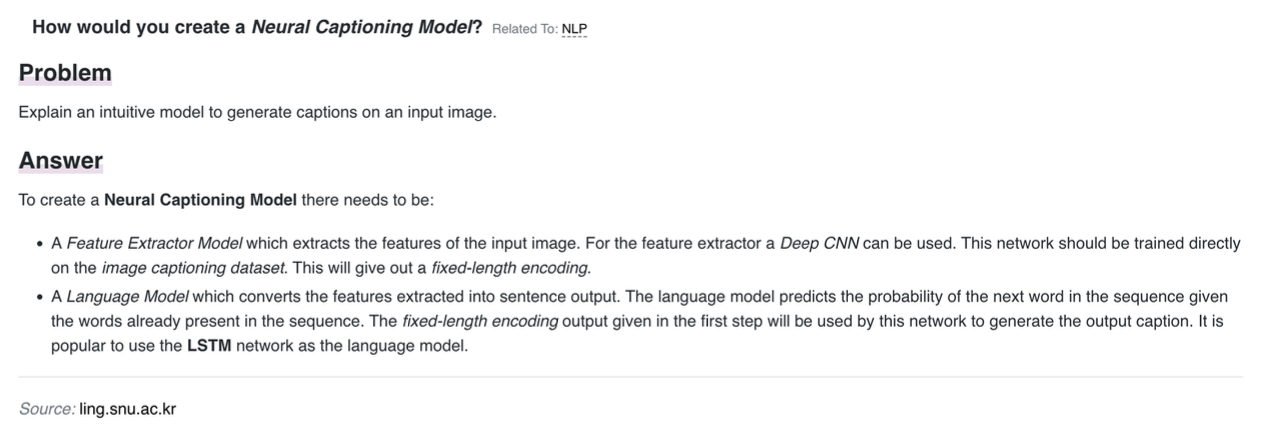 How would you create a Neural Captioning Model? Related To: NLP
Problem
Explain an intuitive model to generate captions on an input image.
Answer
To create a Neural Captioning Model there needs to be:
• A Feature Extractor Model which extracts the features of the input image. For the feature extractor a Deep CNN can be used. This network should be trained directly
on the image captioning dataset. This will give out a fixed-length encoding.
• A Language Model which converts the features extracted into sentence output. The language model predicts the probability of the next word in the sequence given
the words already present in the sequence. The fixed-length encoding output given in the first step will be used by this network to generate the output caption. It is
popular to use the LSTM network as the language model.
Source: ling.snu.ac.kr